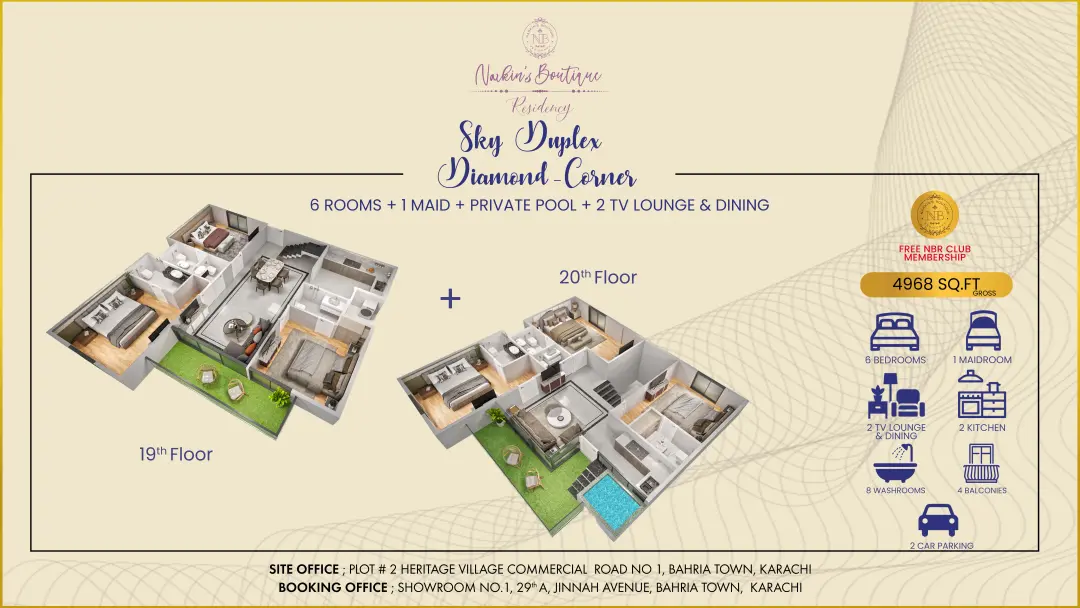 NB
Narkin's Boutique
Residency
Sky Duplex
Diamond-Corner
6 ROOMS + 1 MAID + PRIVATE POOL + 2 TV LOUNGE & DINING
19th Floor
+
20th Floor
NB
FREE NBR CLUB
MEMBERSHIP
4968 SQ.FT
GROSS
6 BEDROOMS
1 MAIDROOM
2 TV LOUNGE
& DINING
2 KITCHEN
8 WASHROOMS
4 BALCONIES
2 CAR PARKING
SITE OFFICE ; PLOT # 2 HERITAGE VILLAGE COMMERCIAL ROAD NO 1, BAHRIA TOWN, KARACHI
BOOKING OFFICE ; SHOWROOM NO.1, 29th A, JINNAH AVENUE, BAHRIA TOWN, KARACHI